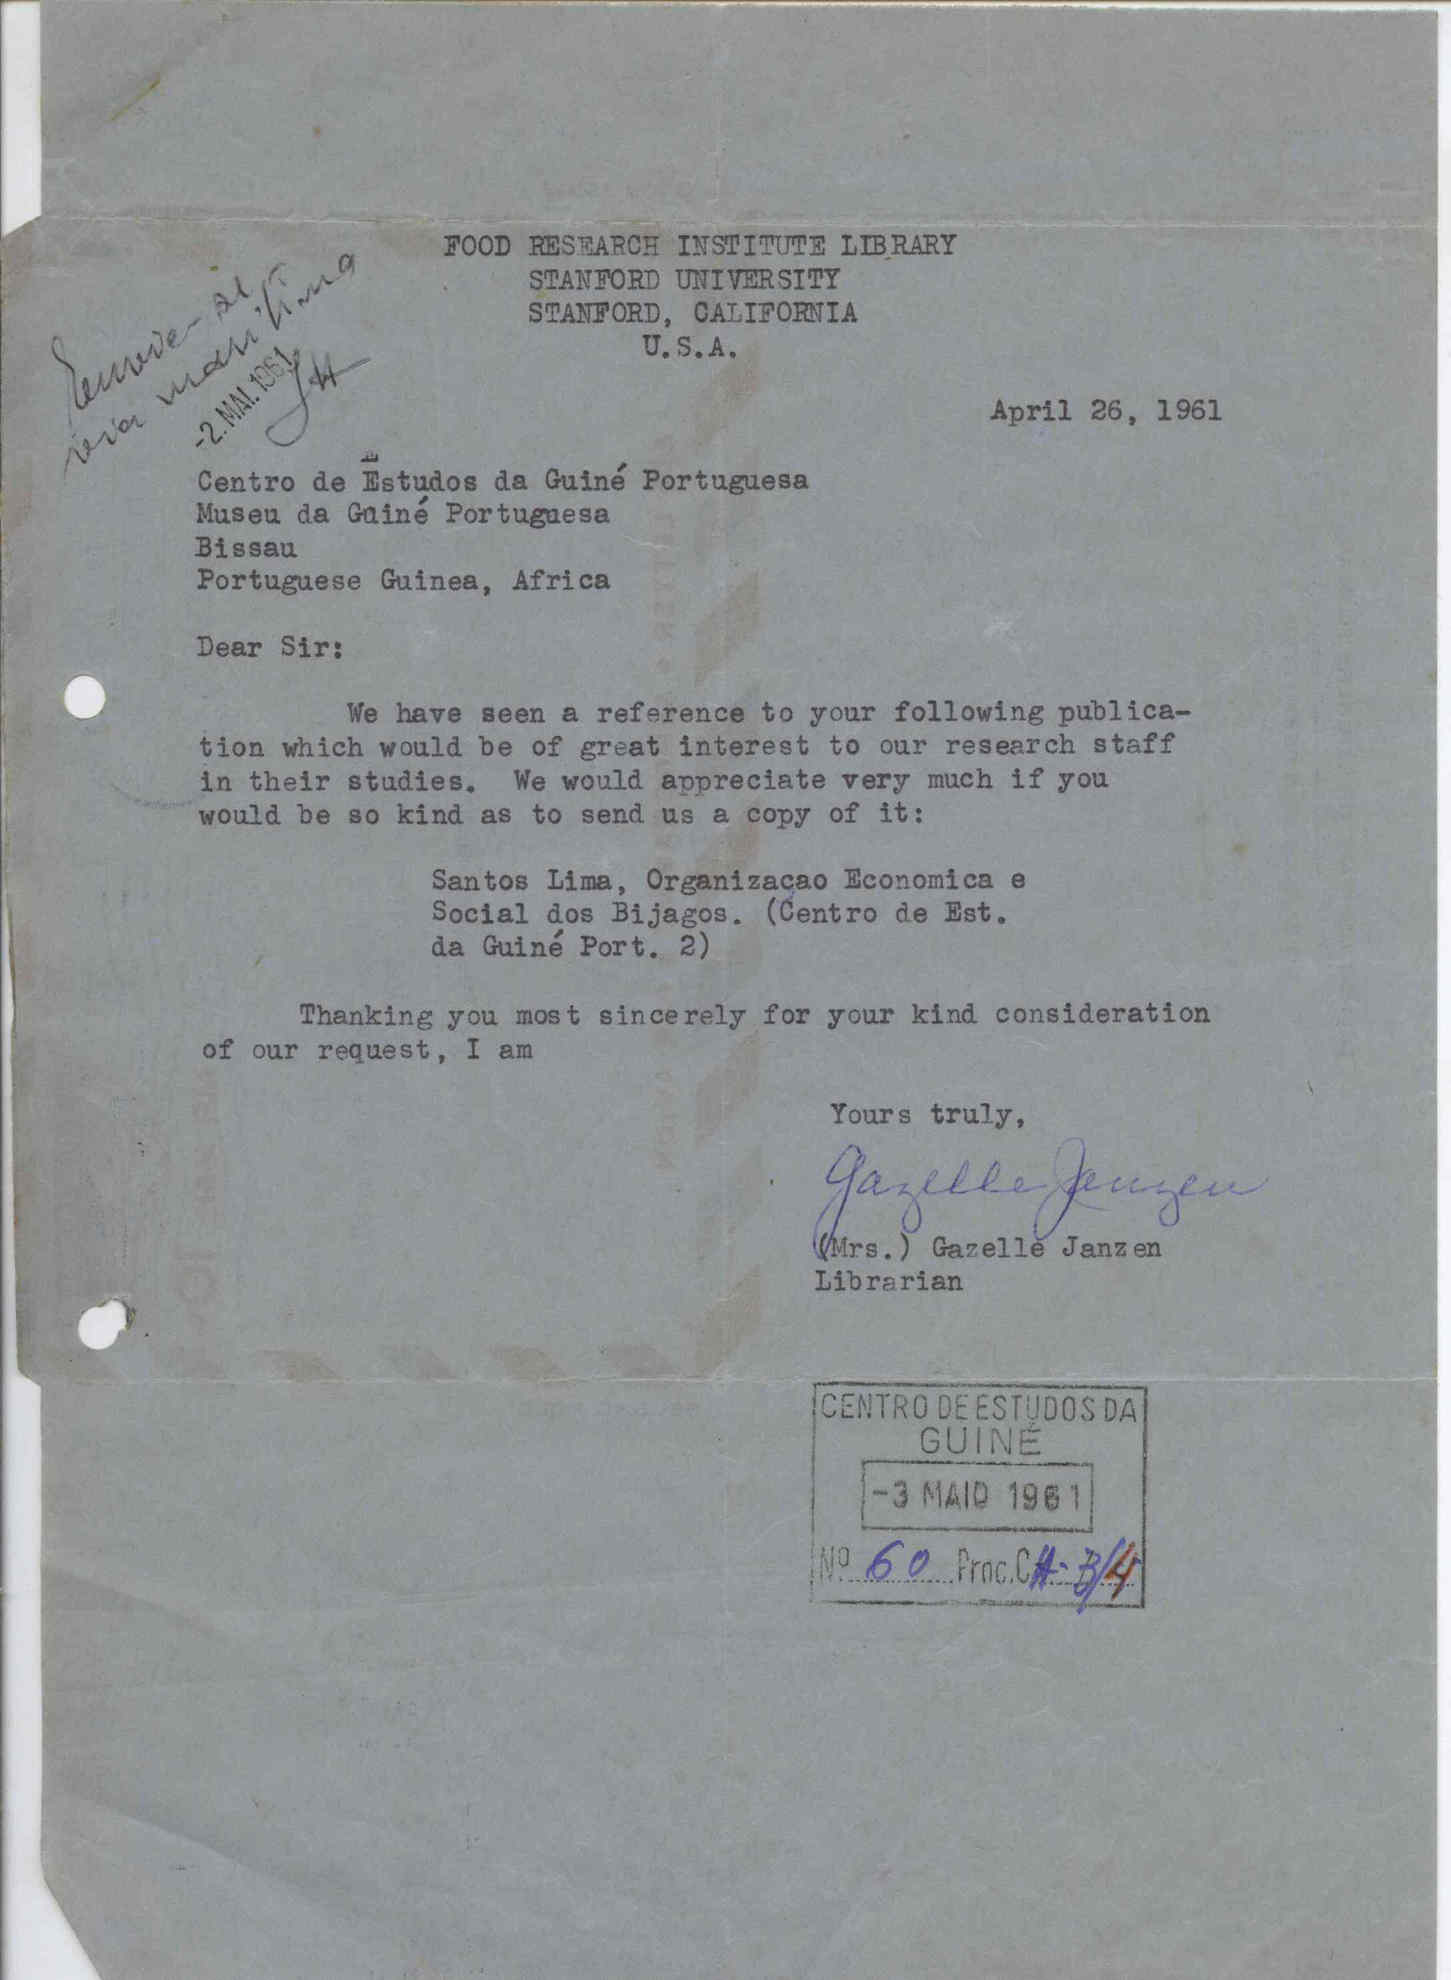 FOOD RESEARCH INSTITUTE LIBRARY
STANFORD UNIVERSITY
STANFORD, CALIFORNIA
U.S.A.
via maritima
-2. MAI. 1961
April 26, 1961
Centro de Estudos da Guiné Portuguesa
Museu da Guiné Portuguesa
Bissau
Portuguese Guinea, Africa
Dear Sir:
We have seen a reference to your following publica-
tion which would be of great interest to our research staff
in their studies. We would appreciate very much if you
would be so kind as to send us a copy of it:
Santos Lima, Organizaçao Economica e
Social dos Bijagos. (Centro de Est.
da Guiné Port. 2)
Thanking you most sincerely for your kind consideration
of our request, I am
Yours truly,
Gazelle Janzen
(Mrs.) Gazelle Janzen
Librarian
CENTRO DE ESTUDOS DA
GUINÉ
-3 MAIO 1961
Nº 60 Proc. CA-B/4